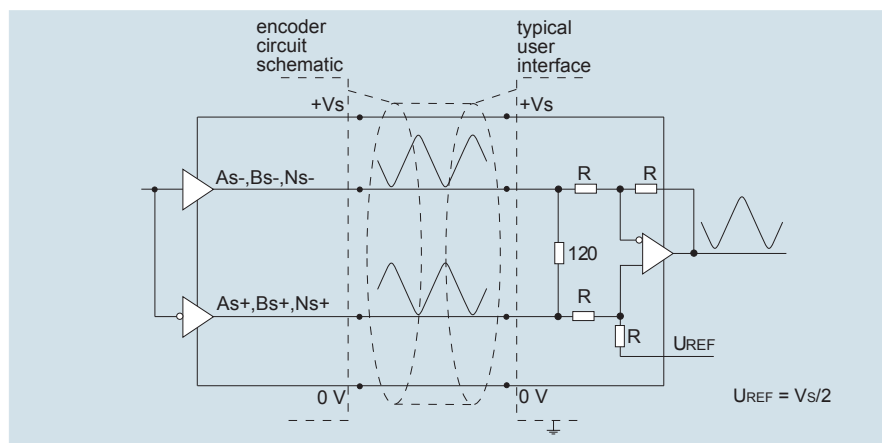 encoder
circuit
schematic
typical
user
interface
+Vs
+Vs
As-,Bs-,Ns-
R
R
120
As+,Bs+,Ns+
R
R
UREF
0 V
0 V
UREF = VS/2